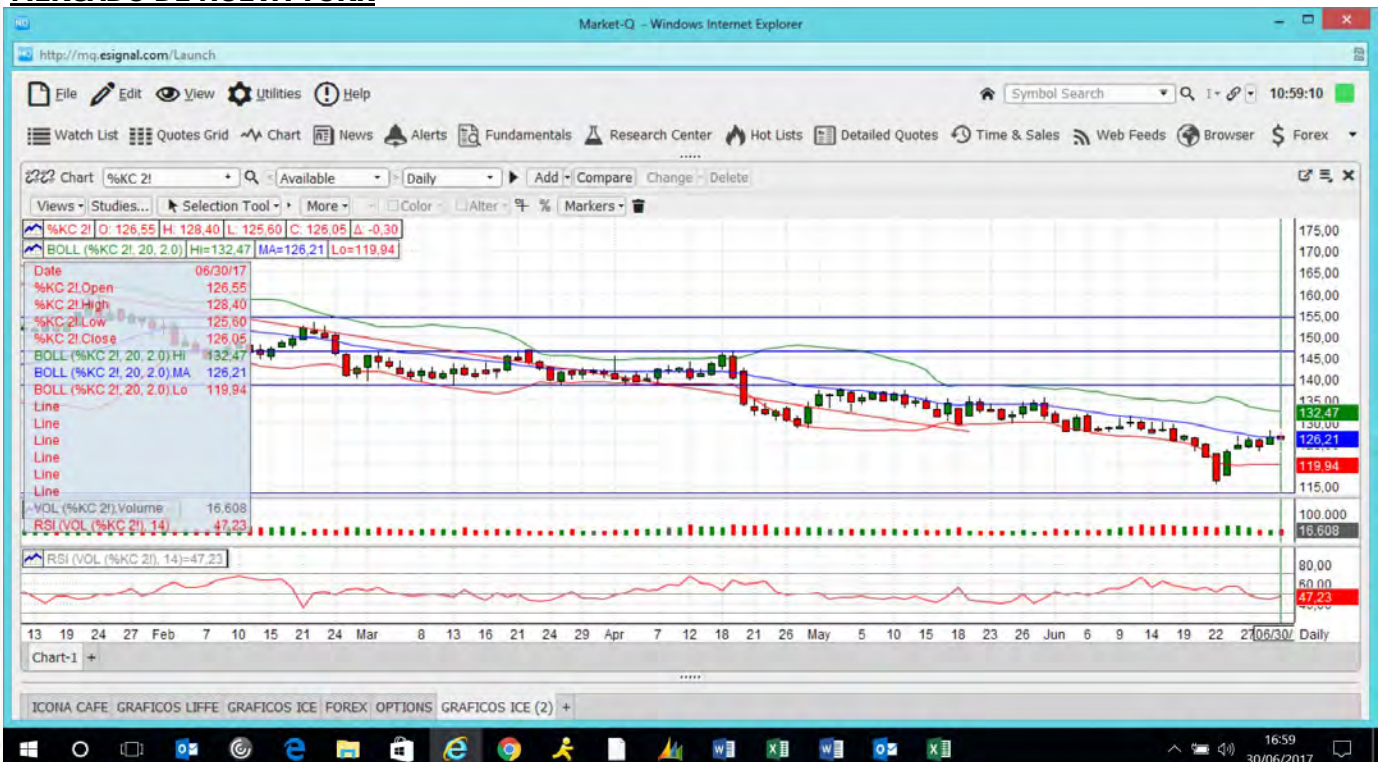 MQ
Market-Q - Windows Internet Explorer
http://mq.esignal.com/Launch
File Edit View Utilities Help Symbol Search 10:59:10
Watch List Quotes Grid Chart News Alerts Fundamentals Research Center Hot Lists Detailed Quotes Time & Sales Web Feeds Browser Forex
Chart %KC 2! Available Daily Add Compare Change Delete
Views Studies... Selection Tool More Color Alter % Markers
%KC 2! O: 126,55 H: 128,40 L: 125,60 C: 126,05 Δ: -0,30
BOLL (%KC 2!, 20, 2.0) Hi=132,47 MA=126,21 Lo=119,94
Date 06/30/17
%KC 2!.Open 126,55
%KC 2!.High 128,40
%KC 2!.Low 125,60
%KC 2!.Close 126,05
BOLL (%KC 2!, 20, 2.0).Hi 132,47
BOLL (%KC 2!, 20, 2.0).MA 126,21
BOLL (%KC 2!, 20, 2.0).Lo 119,94
Line
Line
Line
Line
Line
Line
VOL (%KC 2!).Volume 16.608
RSI (VOL (%KC 2!), 14) 47,23
175,00
170,00
165,00
160,00
155,00
150,00
145,00
140,00
135,00
132,47
130,00
126,21
119,94
115,00
100.000
16.608
RSI (VOL (%KC 2!), 14)=47,23
80,00
60,00
47,23
13 19 24 27 Feb 7 10 15 21 24 Mar 8 13 16 21 24 29 Apr 7 12 18 21 26 May 5 10 15 18 23 26 Jun 6 9 14 19 22 27 06/30/ Daily
Chart-1 +
ICONA CAFE GRAFICOS LIFFE GRAFICOS ICE FOREX OPTIONS GRAFICOS ICE (2) +
16:59
30/06/2017